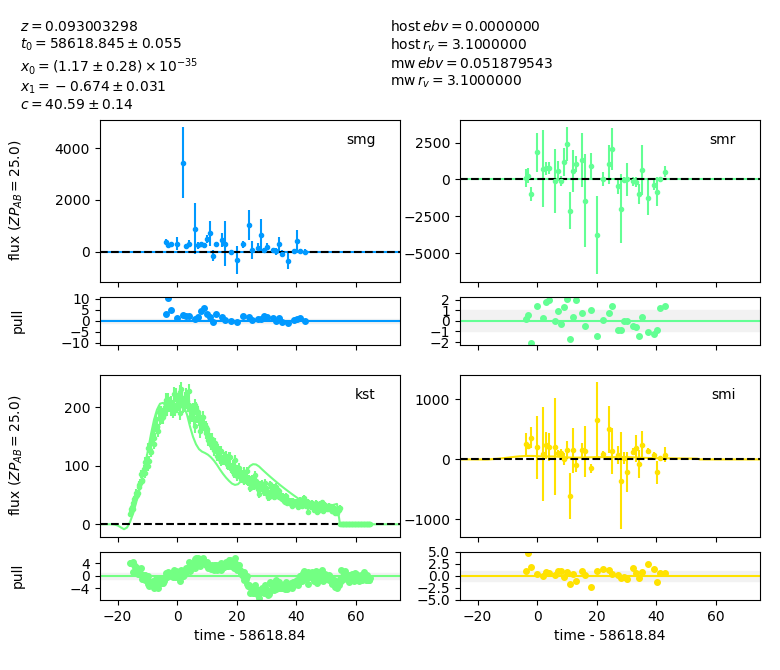 z = 0.093003298
t₀ = 58618.845 ± 0.055
x₀ = (1.17 ± 0.28) × 10⁻³⁵
x₁ = −0.674 ± 0.031
c = 40.59 ± 0.14
host ebv = 0.0000000
host r_v = 3.1000000
mw ebv = 0.051879543
mw r_v = 3.1000000
smg
flux (ZP_AB = 25.0)
4000
2000
0
smr
2500
0
−2500
−5000
pull
10
5
0
−5
−10
2
1
0
−1
−2
kst
flux (ZP_AB = 25.0)
200
100
0
smi
1000
0
−1000
pull
4
0
−4
5.0
2.5
0.0
−2.5
−5.0
−20 0 20 40 60
−20 0 20 40 60
time - 58618.84
time - 58618.84